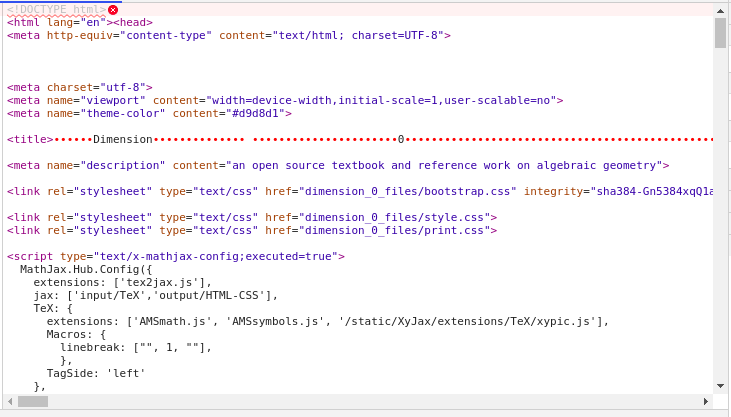 <!DOCTYPE html>
<html lang="en"><head>
<meta http-equiv="content-type" content="text/html; charset=UTF-8">
<meta charset="utf-8">
<meta name="viewport" content="width=device-width,initial-scale=1,user-scalable=no">
<meta name="theme-color" content="#d9d8d1">
<title>••••••Dimension•••••••••••••• ••••••••••••••••••••••0•••••••••••••••••••••••••••••••••••••••••••••••
<meta name="description" content="an open source textbook and reference work on algebraic geometry">
<link rel="stylesheet" type="text/css" href="dimension_0_files/bootstrap.css" integrity="sha384-Gn5384xqQ1a
<link rel="stylesheet" type="text/css" href="dimension_0_files/style.css">
<link rel="stylesheet" type="text/css" href="dimension_0_files/print.css">
<script type="text/x-mathjax-config;executed=true">
MathJax.Hub.Config({
extensions: ['tex2jax.js'],
jax: ['input/TeX','output/HTML-CSS'],
TeX: {
extensions: ['AMSmath.js', 'AMSsymbols.js', '/static/XyJax/extensions/TeX/xypic.js'],
Macros: {
linebreak: ["", 1, ""],
},
TagSide: 'left'
},